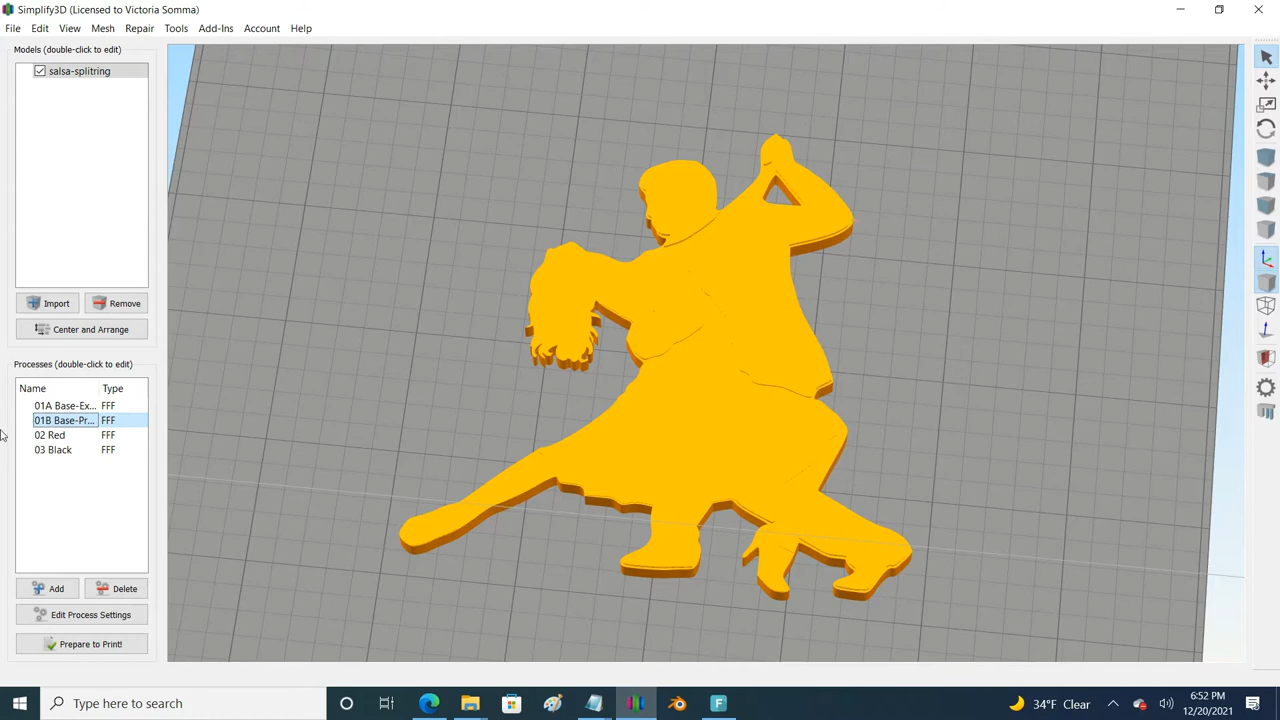 Simplify3D (Licensed to Victoria Somma)
File Edit View Mesh Repair Tools Add-Ins Account Help
Models (double-click to edit)
salsa-splitring
Import Remove
Center and Arrange
Processes (double-click to edit)
Name Type
01A Base-Ex... FFF
01B Base-Pr... FFF
02 Red FFF
03 Black FFF
Add Delete
Edit Process Settings
Prepare to Print!
Type here to search
34°F Clear
6:52 PM
12/20/2021